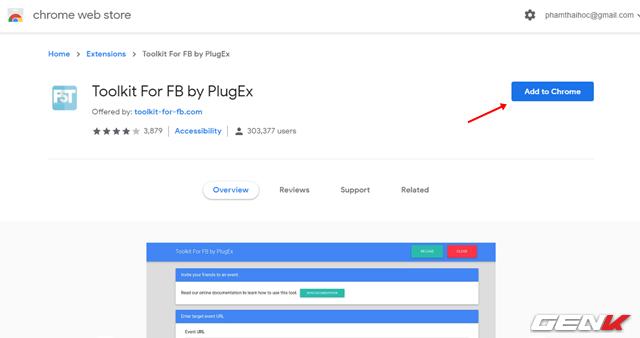 chrome web store
phamthaihoc@gmail.com
Home > Extensions > Toolkit For FB by PlugEx
FST
Toolkit For FB by PlugEx
Add to Chrome
Offered by: toolkit-for-fb.com
3,879 Accessibility 303,377 users
Overview Reviews Support Related
Toolkit For FB by PlugEx
RELOAD CLOSE
Invite your friends to an event
Read our online documentation to learn how to use this tool.
Enter target event URL
Event URL
GENK